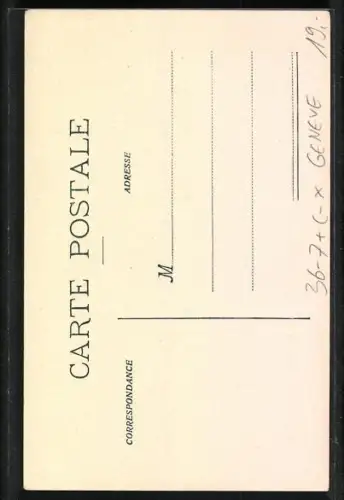 CARTE POSTALE
CORRESPONDANCE
ADRESSE
M
36-7+C-x GENEVE 19.-